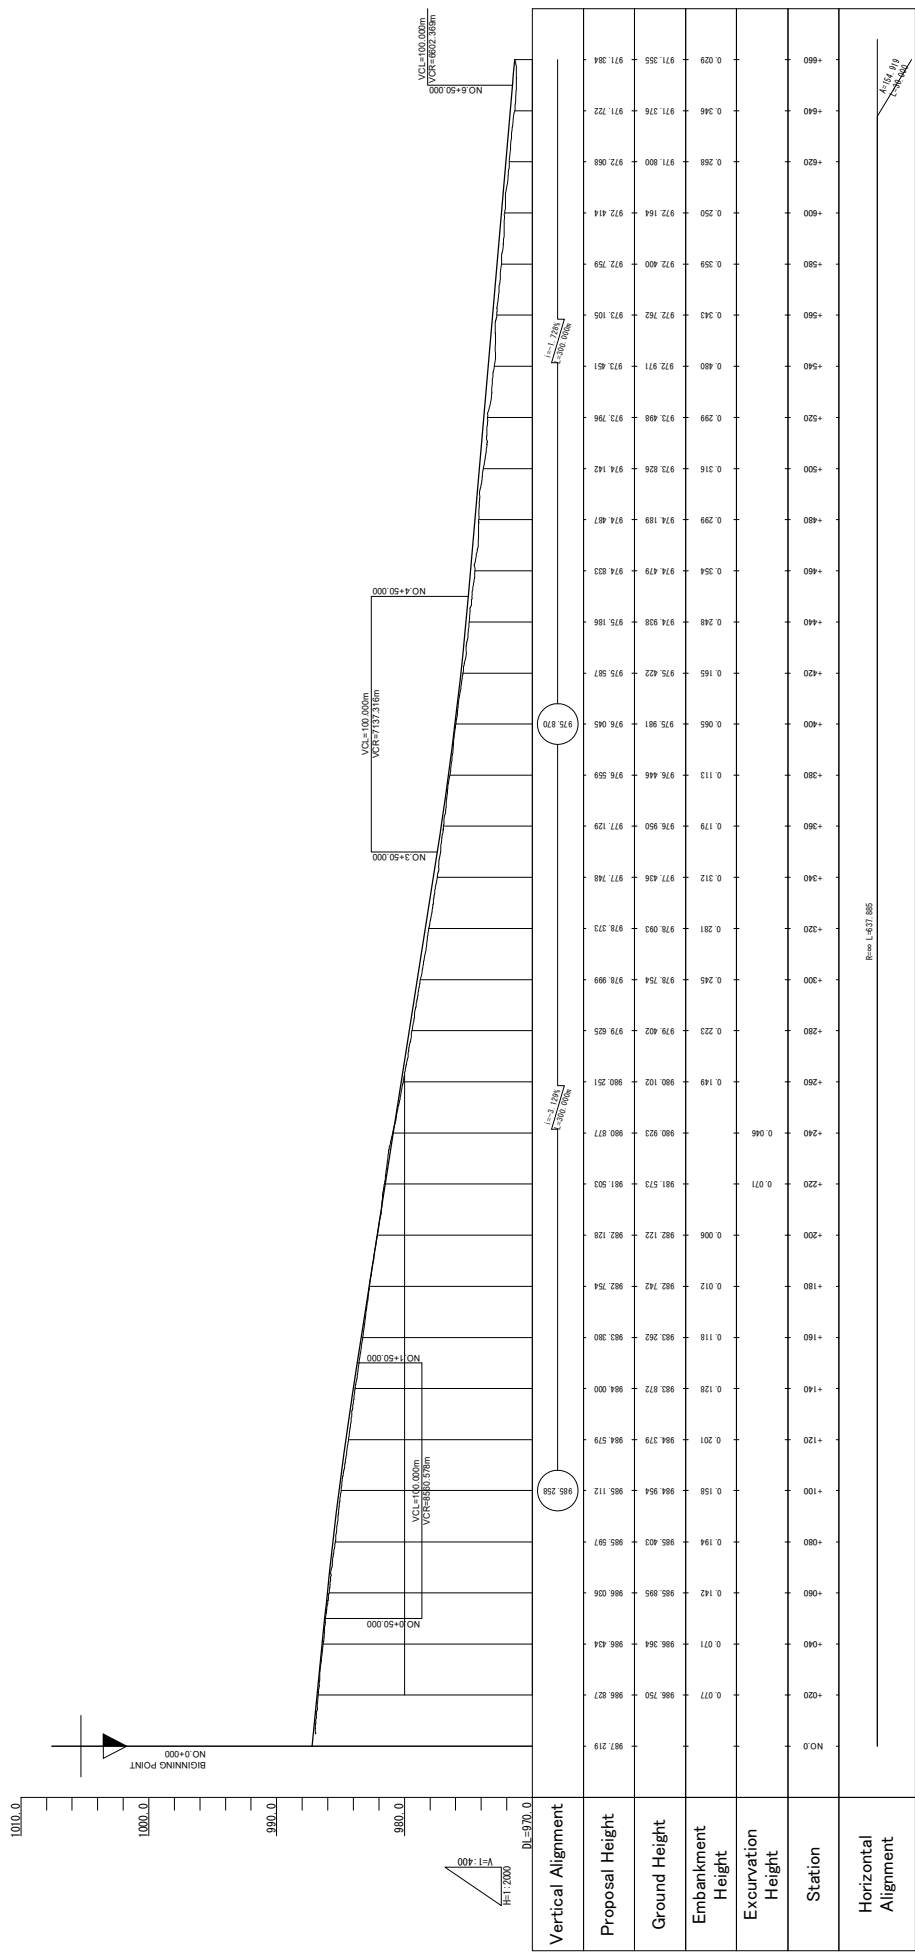 1010.0
1000.0
990.0
980.0
DL=970.0
V=1:400
H=1:2000
BIGINNING POINT
NO.0+000
NO.0+50.000
VCL=100.000m
VCR=8560.578m
NO.1+50.000
NO.3+50.000
VCL=100.000m
VCR=7137.316m
NO.4+50.000
NO.6+50.000
VCL=100.000m
VCR=6602.369m
Vertical Alignment
985.258
i=-3.129%
L=300.000m
975.870
i=-1.728%
L=300.000m
Proposal Height
987.219 986.827 986.434 986.036 985.597 985.112 984.579 984.000 983.380 982.754 982.128 981.503 980.877 980.251 979.625 978.999 978.373 977.748 977.129 976.559 976.045 975.587 975.186 974.833 974.487 974.142 973.796 973.451 973.105 972.759 972.414 972.068 971.722 971.384
Ground Height
986.750 986.364 985.895 985.403 984.954 984.379 983.872 983.262 982.742 982.122 981.573 980.923 980.102 979.402 978.754 978.093 977.436 976.950 976.446 975.981 975.422 974.938 974.479 974.189 973.826 973.498 972.971 972.762 972.400 972.164 971.800 971.376 971.355
Embankment
Height
0.077 0.071 0.142 0.194 0.158 0.201 0.128 0.118 0.012 0.006 0.149 0.223 0.245 0.281 0.312 0.179 0.113 0.065 0.165 0.248 0.354 0.299 0.316 0.299 0.480 0.343 0.359 0.250 0.268 0.346 0.029
Excurvation
Height
0.071 0.046
Station
NO.0 +020 +040 +060 +080 +100 +120 +140 +160 +180 +200 +220 +240 +260 +280 +300 +320 +340 +360 +380 +400 +420 +440 +460 +480 +500 +520 +540 +560 +580 +600 +620 +640 +660
Horizontal
Alignment
R=∞ L=637.885
A=154.919
L=30.000